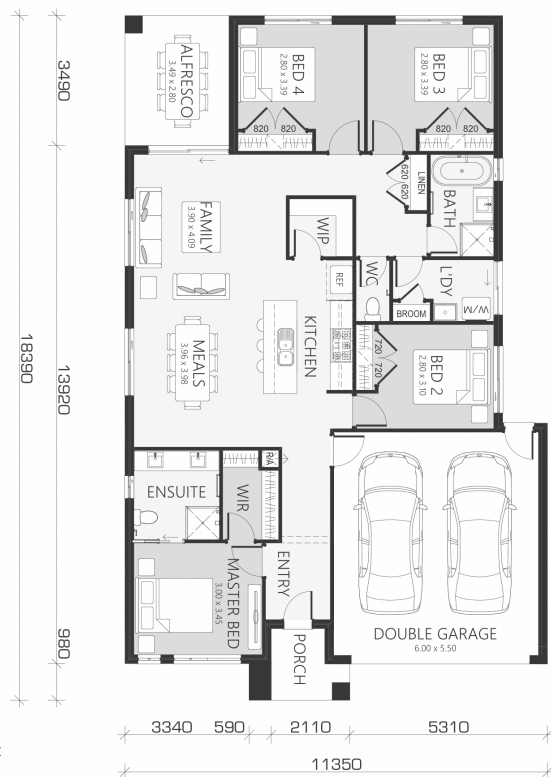 ALFRESCO
3.49 x 2.80
BED 4
2.80 x 3.39
BED 3
2.80 x 3.39
820
820
820
820
620
620
LINEN
BATH
FAMILY
3.90 x 4.09
WIP
WC
L'DY
REF
BROOM
W/M
KITCHEN
MEALS
3.96 x 3.98
720
720
BED 2
2.80 x 3.10
R/A
ENSUITE
WIR
ENTRY
MASTER BED
3.00 x 3.45
DOUBLE GARAGE
6.00 x 5.50
PORCH
3490
13920
18390
980
3340
590
2110
5310
11350